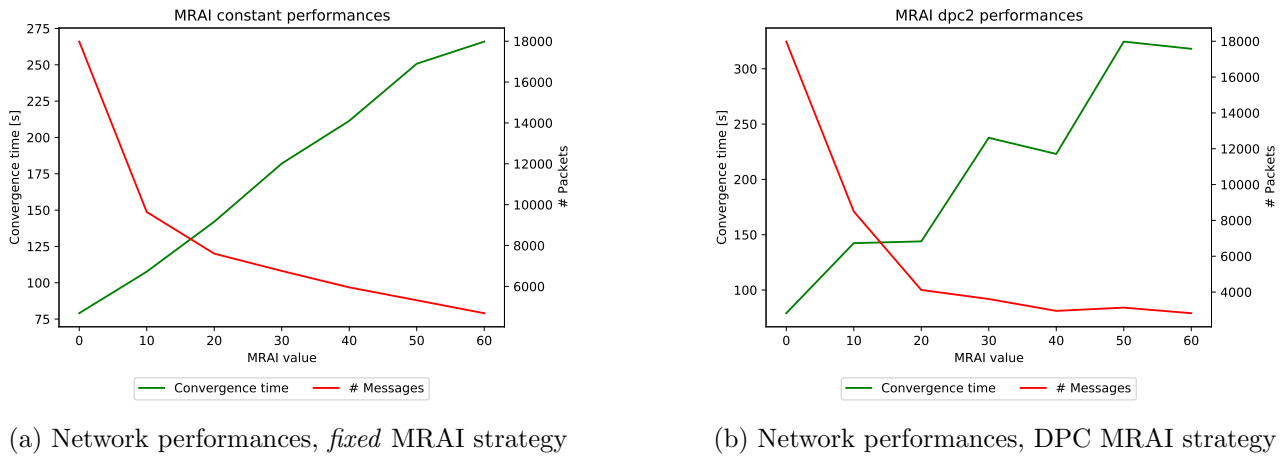 MRAI constant performances
275
250
225
200
175
150
125
100
75
Convergence time [s]
18000
16000
14000
12000
10000
8000
6000
# Packets
0 10 20 30 40 50 60
MRAI value
Convergence time # Messages
(a) Network performances, fixed MRAI strategy
MRAI dpc2 performances
300
250
200
150
100
Convergence time [s]
18000
16000
14000
12000
10000
8000
6000
4000
# Packets
0 10 20 30 40 50 60
MRAI value
Convergence time # Messages
(b) Network performances, DPC MRAI strategy